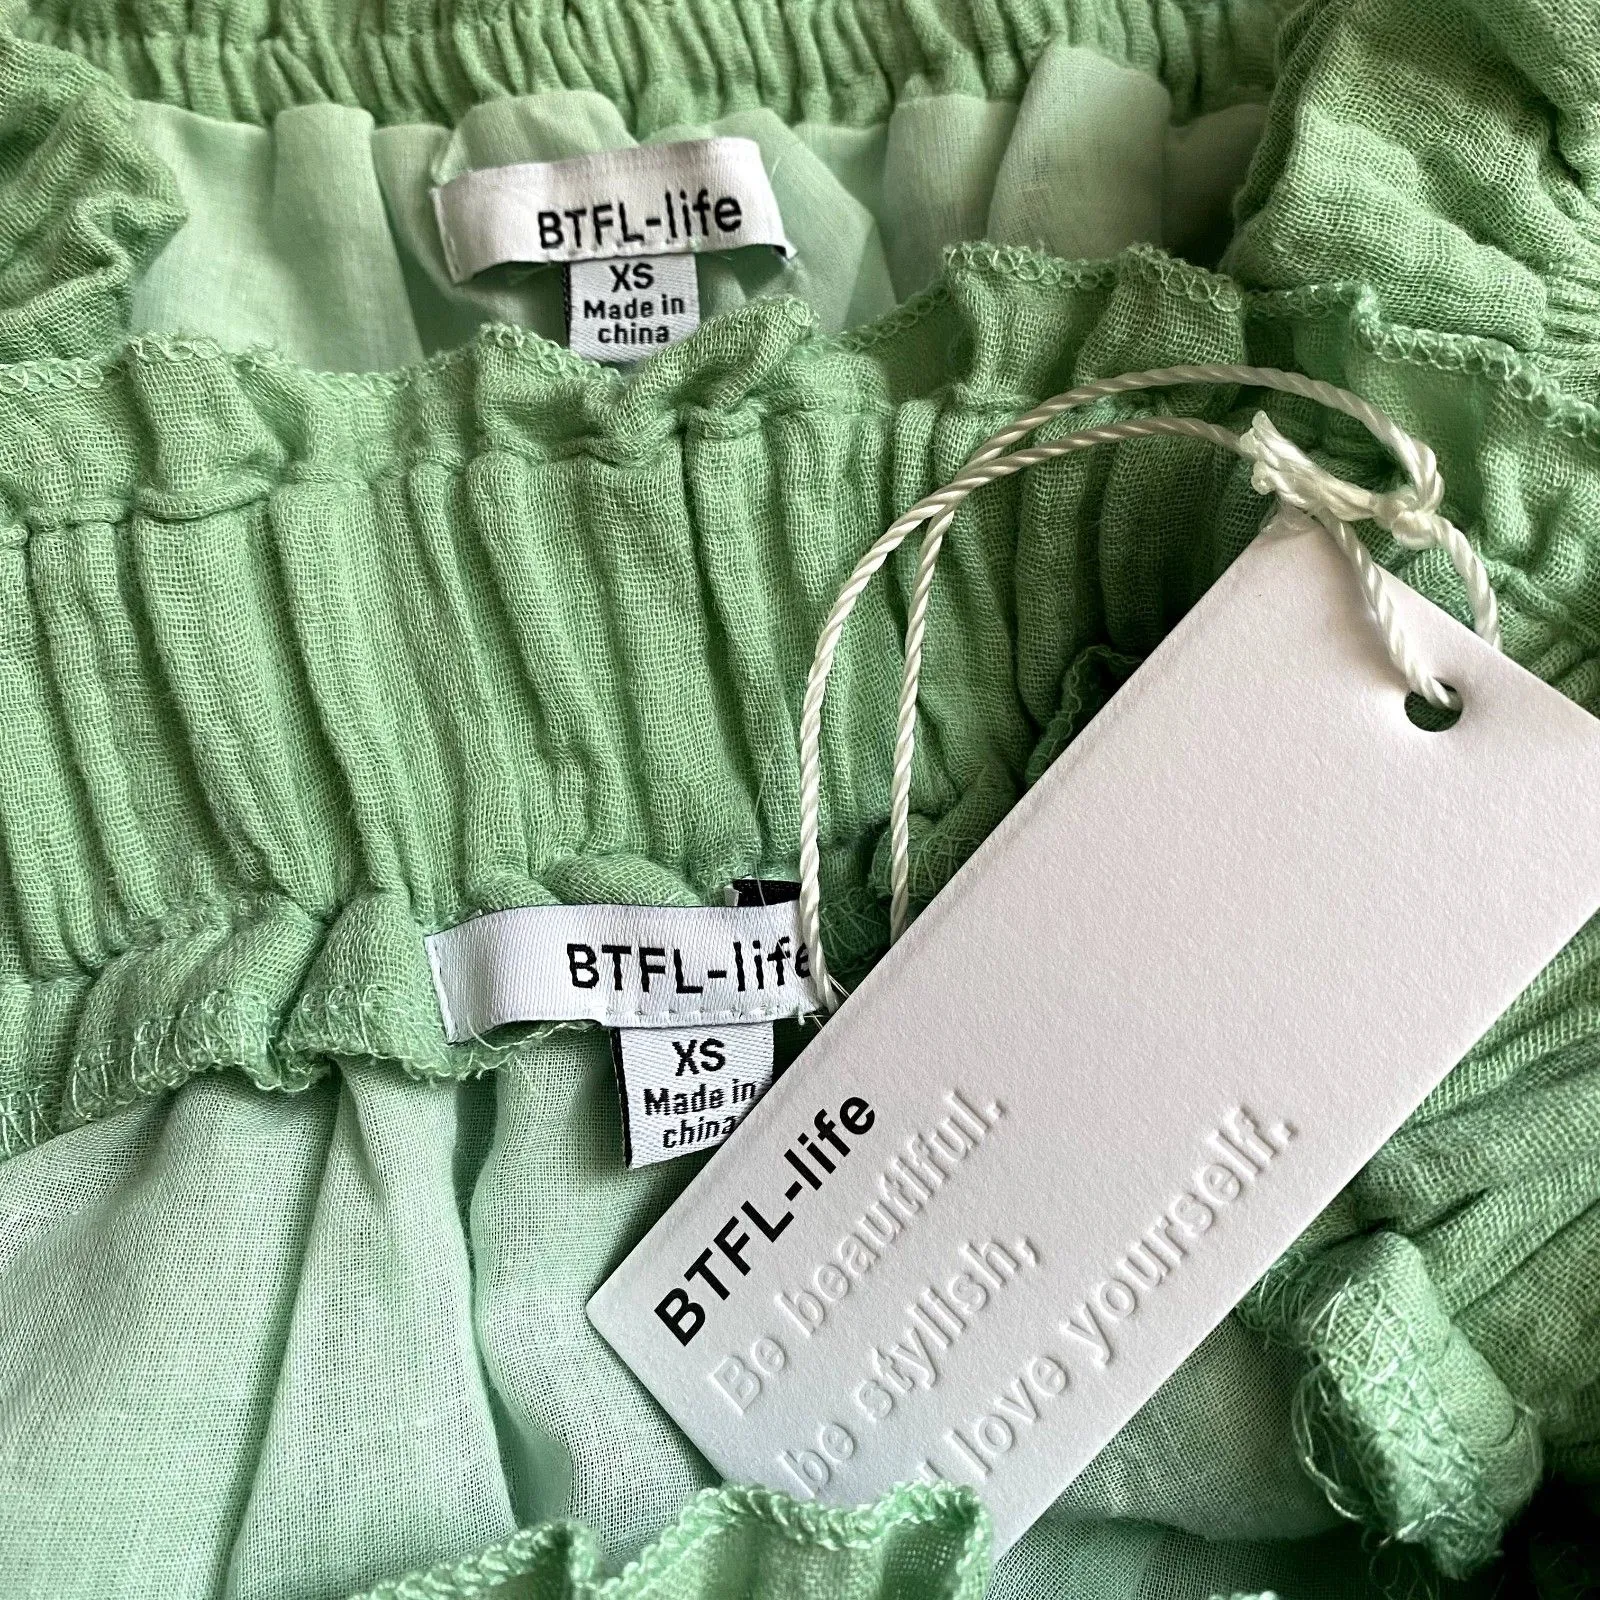 BTFL-life
XS
Made in
china
BTFL-life
XS
Made in
china
BTFL-life
Be beautifull.
be stylish,
love yourself.